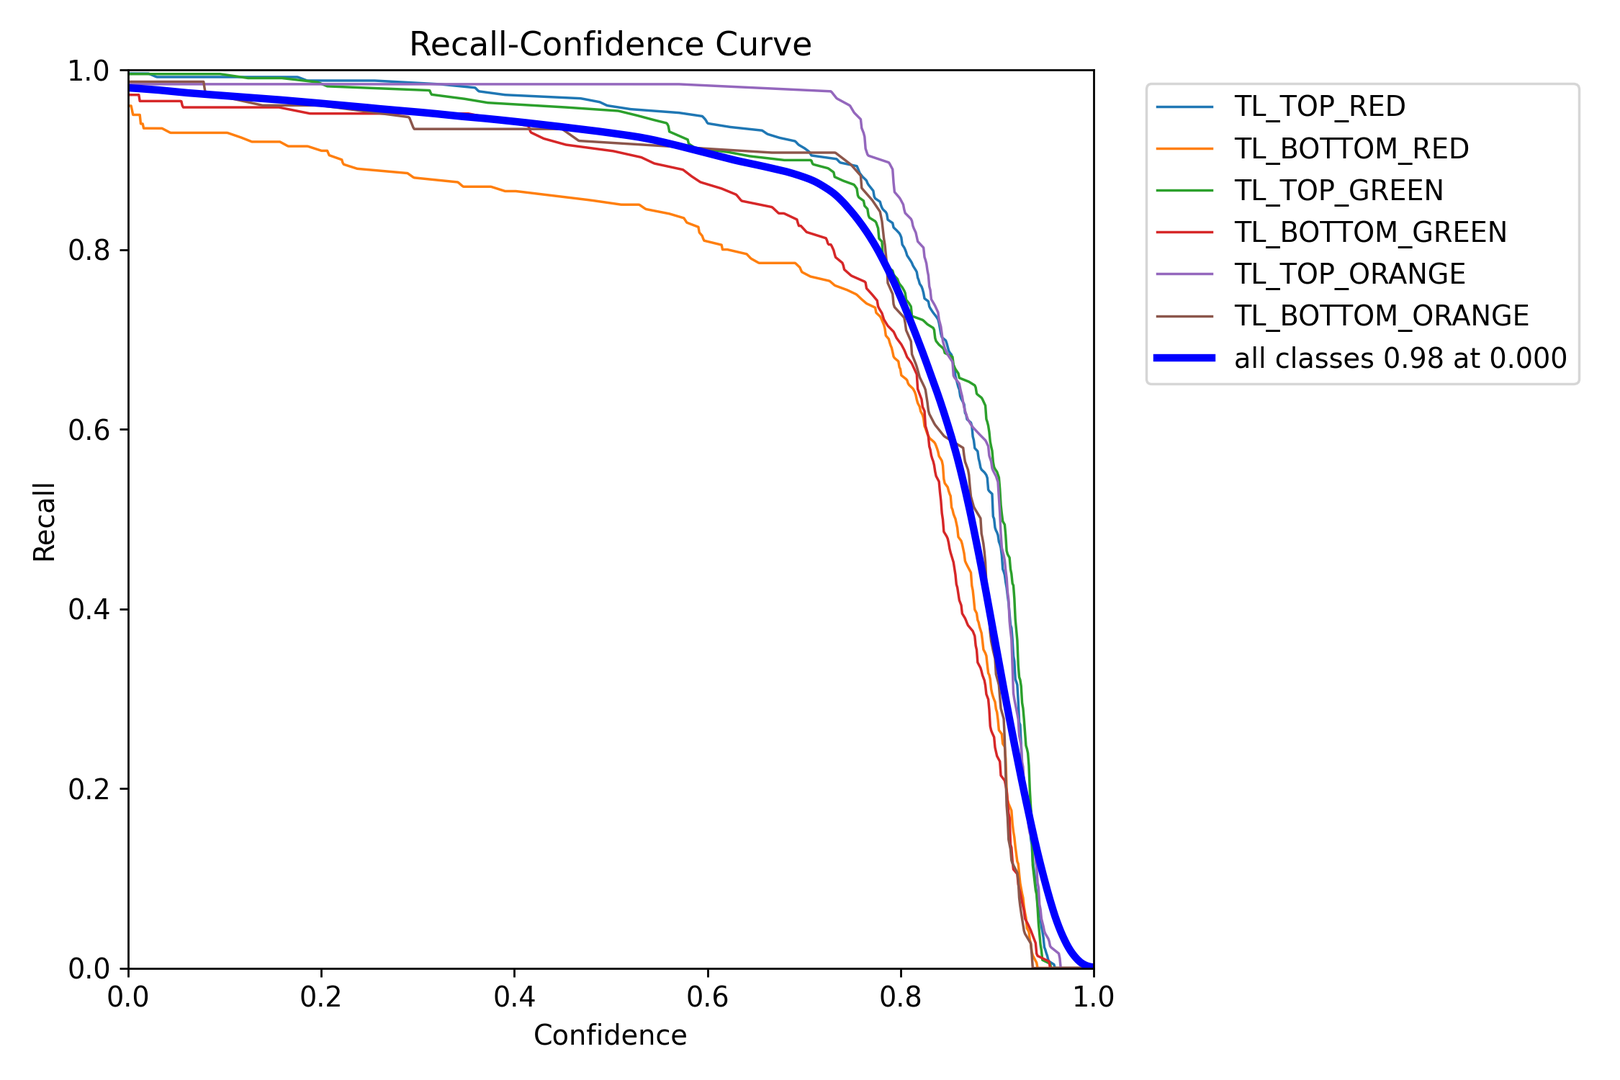 Recall-Confidence Curve
1.0
0.8
0.6
0.4
0.2
0.0
Recall
0.0 0.2 0.4 0.6 0.8 1.0
Confidence
TL_TOP_RED
TL_BOTTOM_RED
TL_TOP_GREEN
TL_BOTTOM_GREEN
TL_TOP_ORANGE
TL_BOTTOM_ORANGE
all classes 0.98 at 0.000